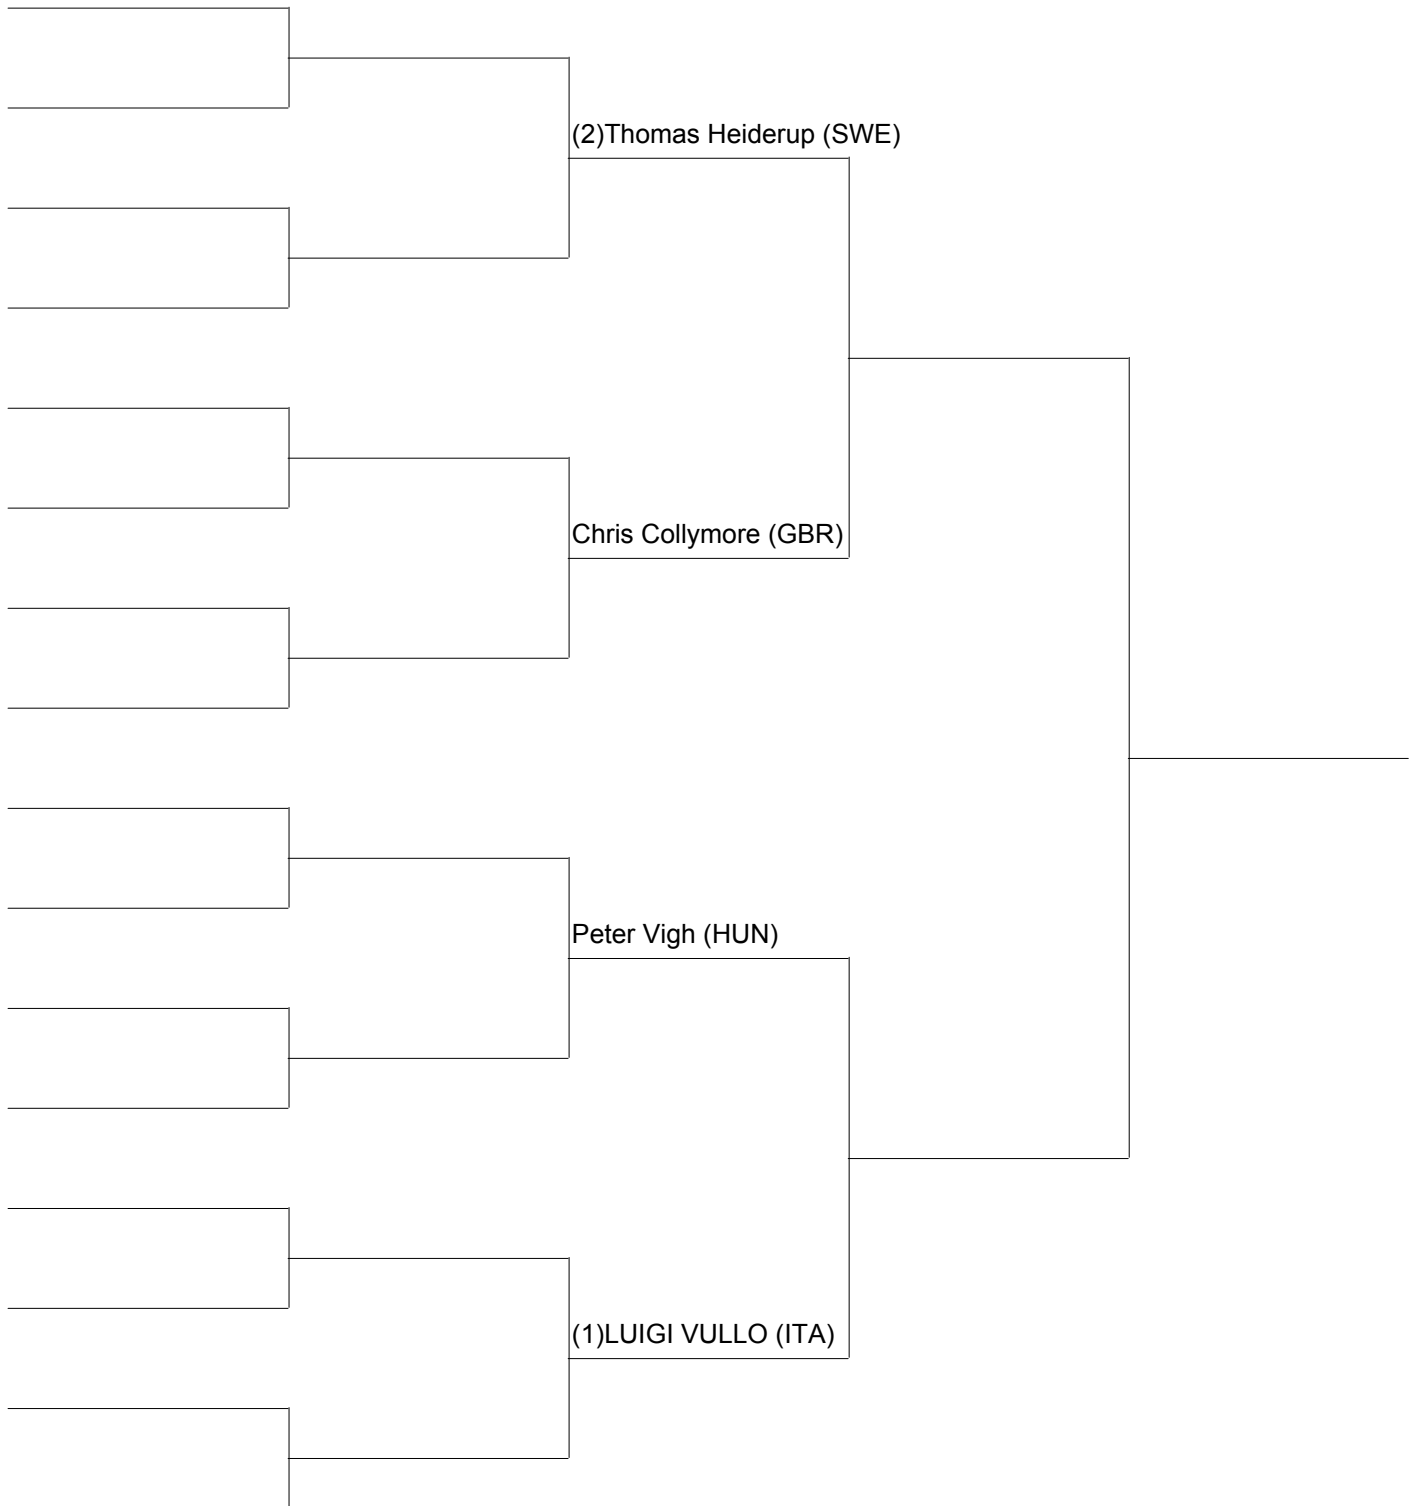 (2)Thomas Heiderup (SWE)
Chris Collymore (GBR)
Peter Vigh (HUN)
(1)LUIGI VULLO (ITA)